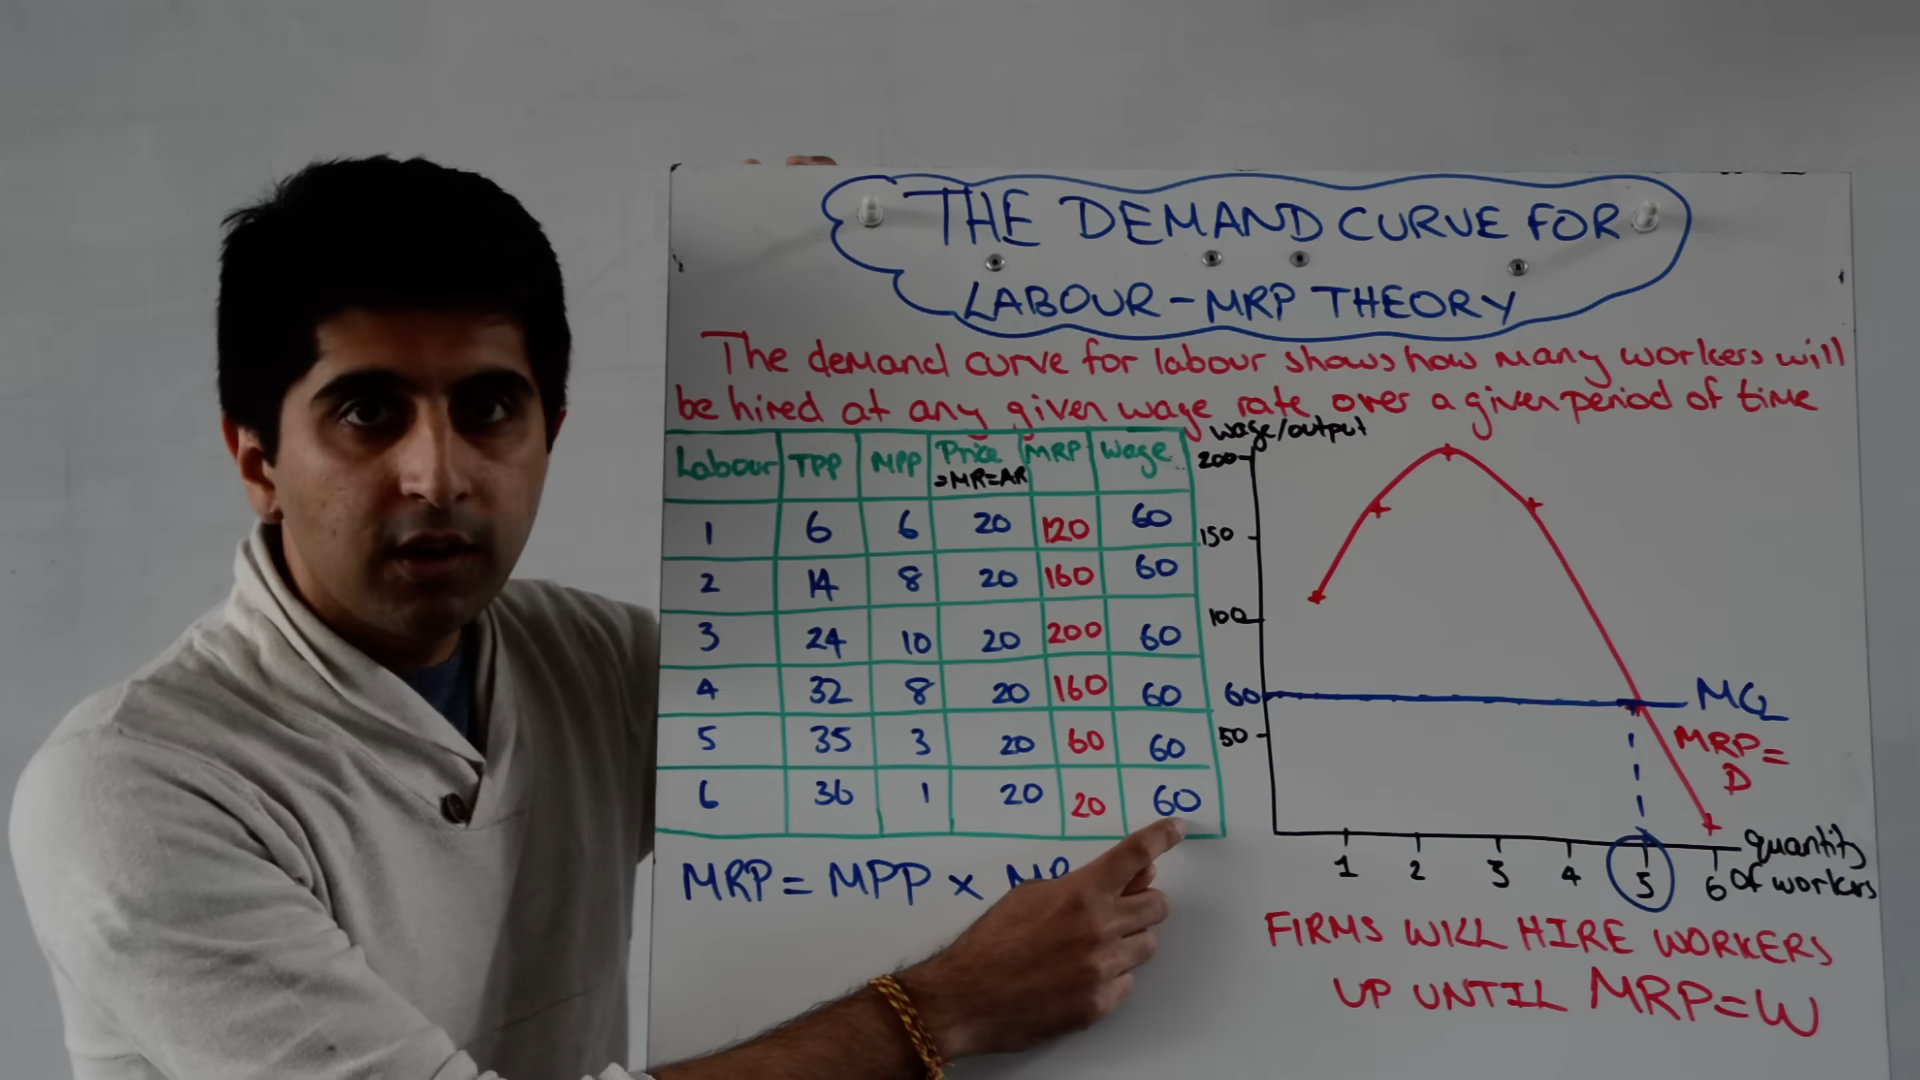 THE DEMAND CURVE FOR
LABOUR - MRP THEORY
The demand curve for labour shows how many workers will
be hired at any given wage rate over a given period of time
Labour TPP MPP Price MRP Wage
=MR=AR
1 6 6 20 120 60
2 14 8 20 160 60
3 24 10 20 200 60
4 32 8 20 160 60
5 35 3 20 60 60
6 36 1 20 20 60
MRP = MPP x MR
wage/output
200
150
100
60
50
MCL
MRP =
D
1 2 3 4 5 6
quantity
of workers
FIRMS WILL HIRE WORKERS
UP UNTIL MRP = W